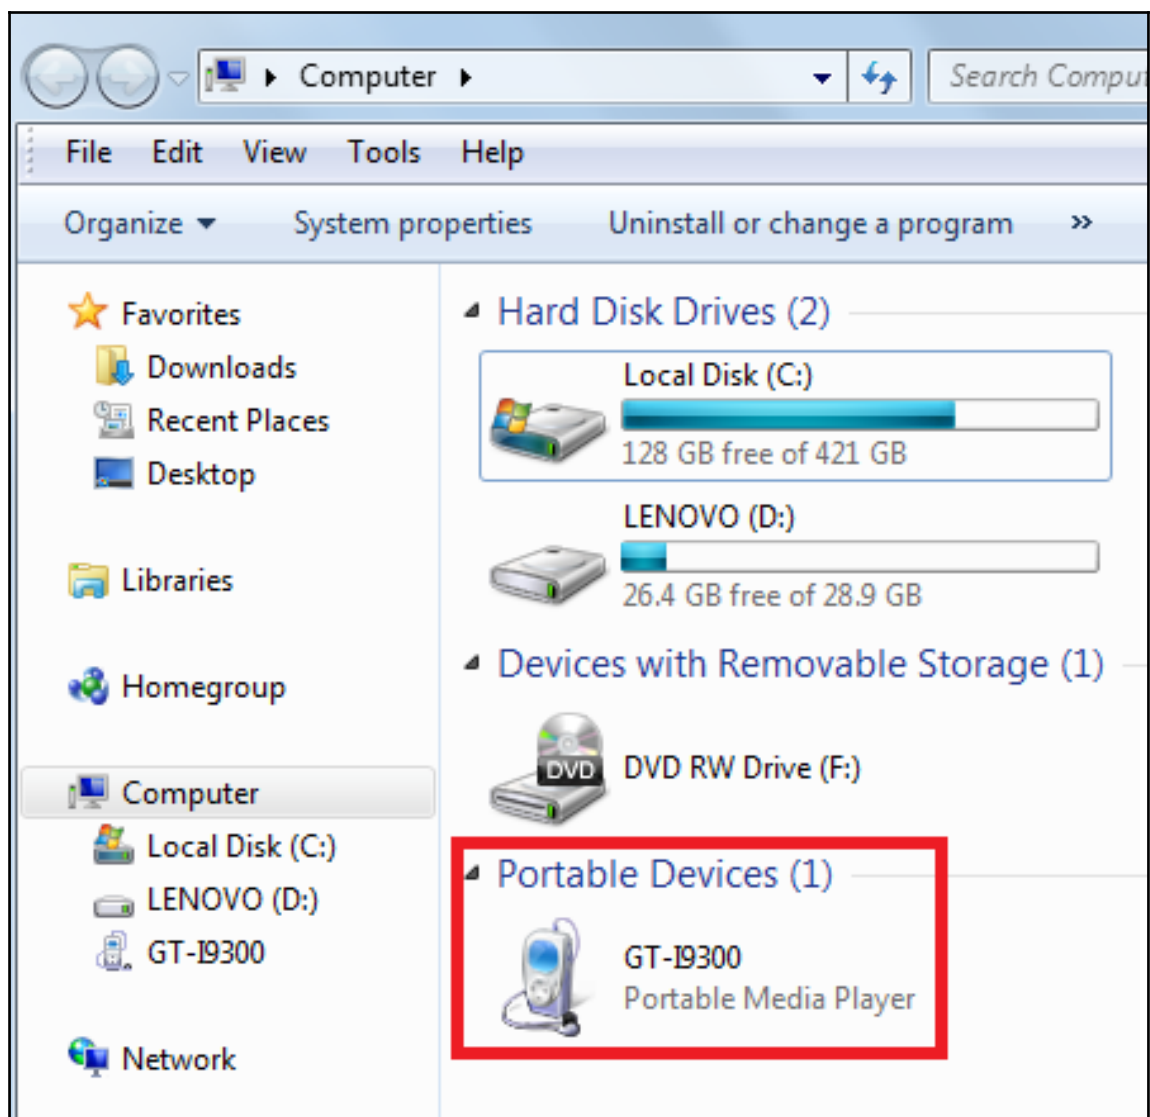 Computer
Search Compu
File Edit View Tools Help
Organize System properties Uninstall or change a program »
Favorites
Downloads
Recent Places
Desktop
Libraries
Homegroup
Computer
Local Disk (C:)
LENOVO (D:)
GT-I9300
Network
Hard Disk Drives (2)
Local Disk (C:)
128 GB free of 421 GB
LENOVO (D:)
26.4 GB free of 28.9 GB
Devices with Removable Storage (1)
DVD
DVD RW Drive (F:)
Portable Devices (1)
GT-I9300
Portable Media Player